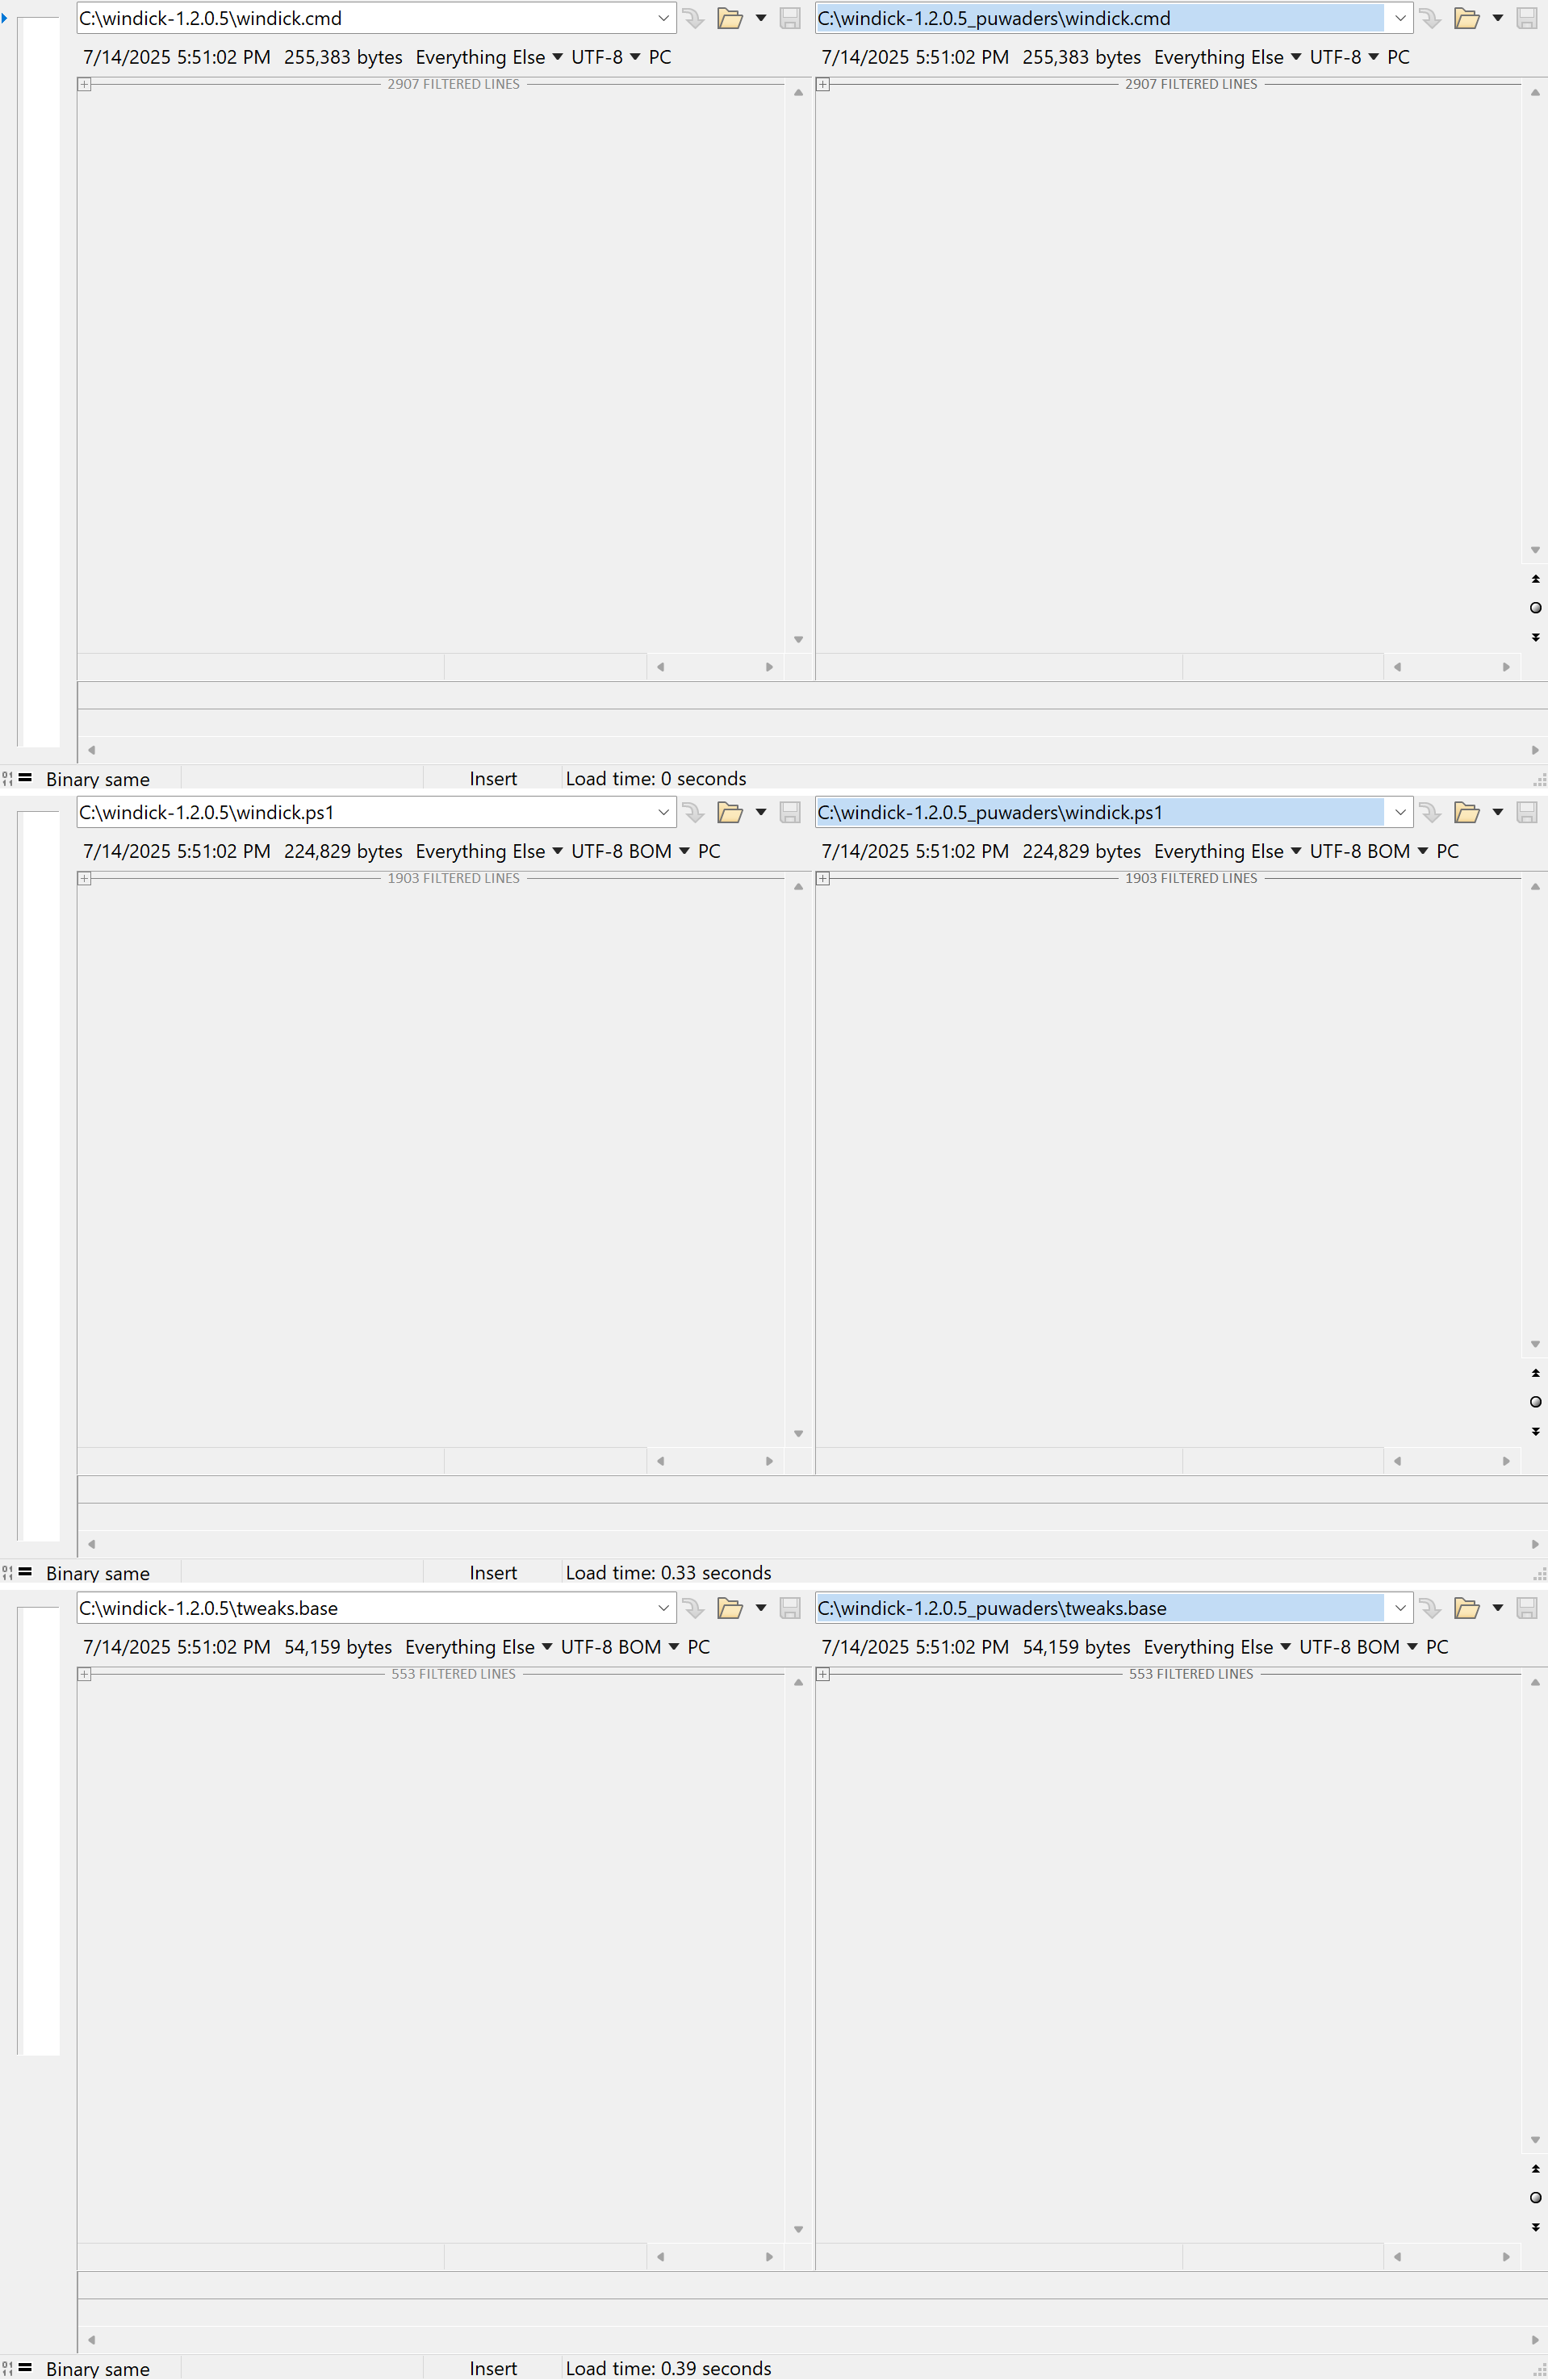 C:\windick-1.2.0.5\windick.cmd C:\windick-1.2.0.5_puwaders\windick.cmd
7/14/2025 5:51:02 PM 255,383 bytes Everything Else UTF-8 PC 7/14/2025 5:51:02 PM 255,383 bytes Everything Else UTF-8 PC
2907 FILTERED LINES 2907 FILTERED LINES
Binary same Insert Load time: 0 seconds
C:\windick-1.2.0.5\windick.ps1 C:\windick-1.2.0.5_puwaders\windick.ps1
7/14/2025 5:51:02 PM 224,829 bytes Everything Else UTF-8 BOM PC 7/14/2025 5:51:02 PM 224,829 bytes Everything Else UTF-8 BOM PC
1903 FILTERED LINES 1903 FILTERED LINES
Binary same Insert Load time: 0.33 seconds
C:\windick-1.2.0.5\tweaks.base C:\windick-1.2.0.5_puwaders\tweaks.base
7/14/2025 5:51:02 PM 54,159 bytes Everything Else UTF-8 BOM PC 7/14/2025 5:51:02 PM 54,159 bytes Everything Else UTF-8 BOM PC
553 FILTERED LINES 553 FILTERED LINES
Binary same Insert Load time: 0.39 seconds